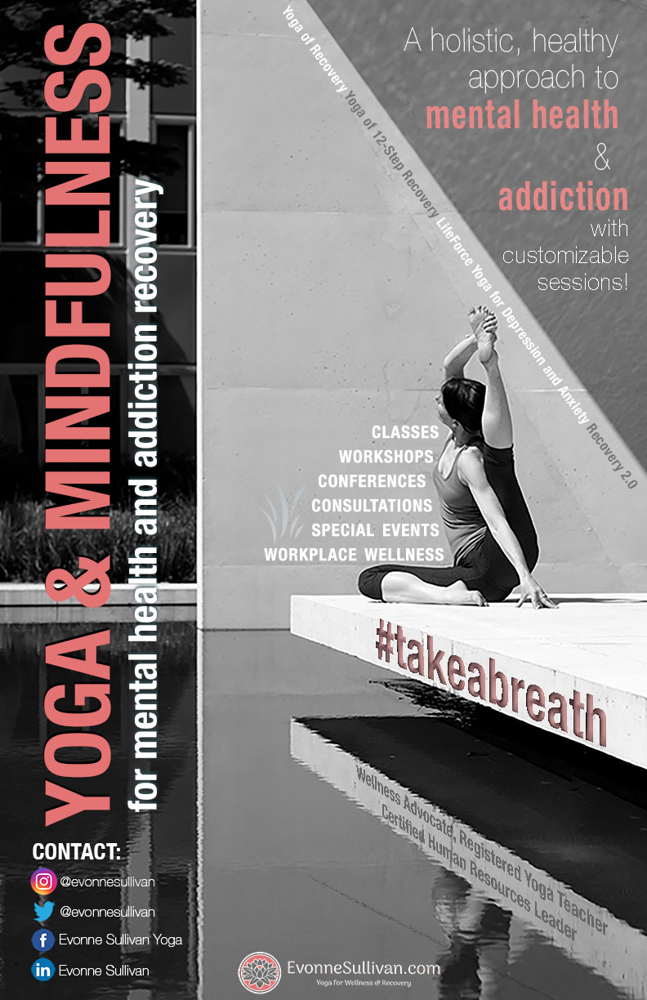 YOGA & MINDFULNESS
for mental health and addiction recovery
Yoga of Recovery Yoga of 12-Step Recovery LifeForce Yoga for Depression and Anxiety Recovery 2.0
A holistic, healthy
approach to
mental health
&
addiction
with
customizable
sessions!
CLASSES
WORKSHOPS
CONFERENCES
CONSULTATIONS
SPECIAL EVENTS
WORKPLACE WELLNESS
#takeabreath
Wellness Advocate, Registered Yoga Teacher
Certified Human Resources Leader
CONTACT:
@evonnesullivan
@evonnesullivan
f
Evonne Sullivan Yoga
in
Evonne Sullivan
EvonneSullivan.com
Yoga for Wellness & Recovery